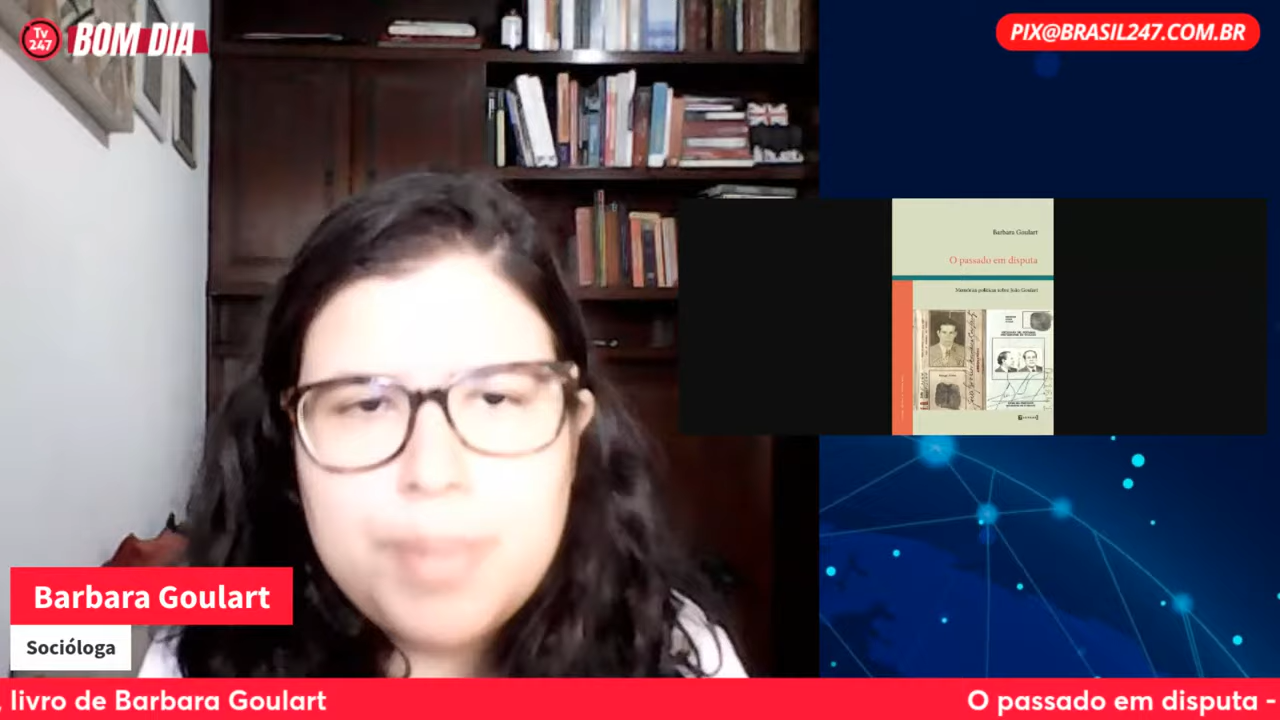 Tv
247
BOM DIA
PIX@BRASIL247.COM.BR
Barbara Goulart
O passado em disputa
Memórias políticas sobre João Goulart
Barbara Goulart
Socióloga
, livro de Barbara Goulart
O passado em disputa -